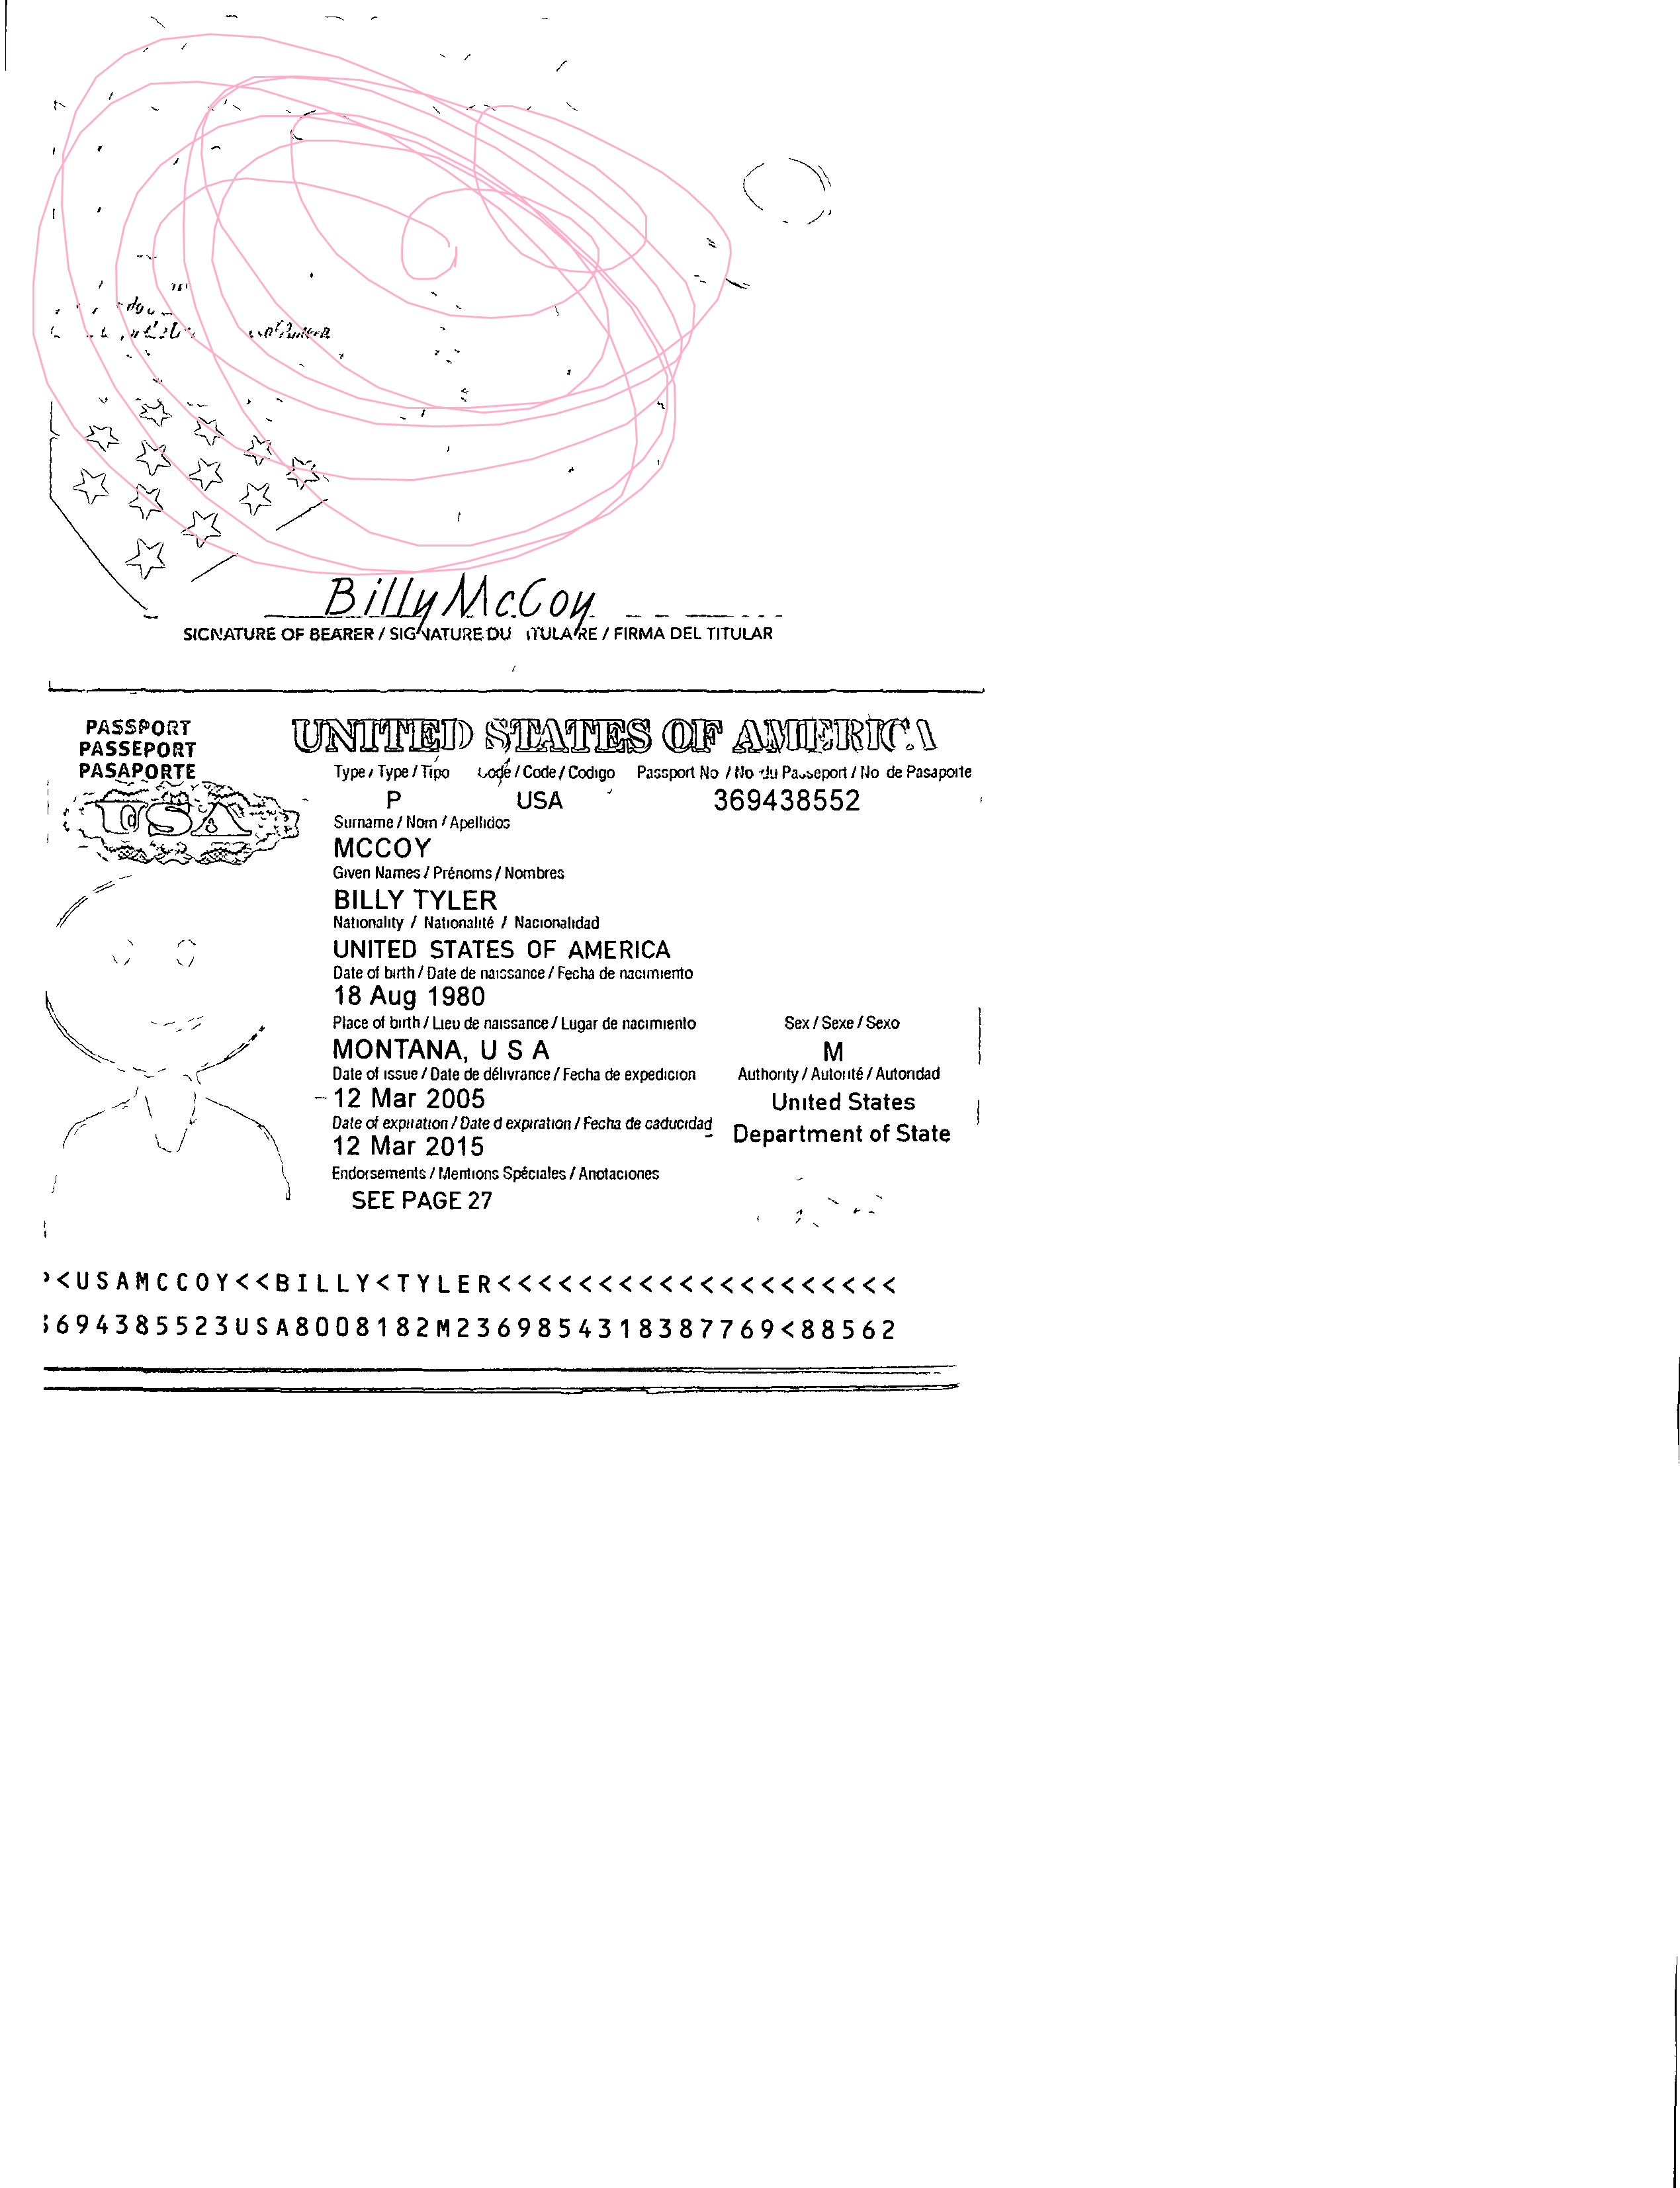 Billy McCoy
SIGNATURE OF BEARER / SIGNATURE DU TITULAIRE / FIRMA DEL TITULAR
PASSPORT
PASSEPORT
PASAPORTE
USA
UNITED STATES OF AMERICA
Type / Type / Tipo Code / Code / Codigo Passport No / No du Passeport / No de Pasaporte
P USA 369438552
Surname / Nom / Apellidos
MCCOY
Given Names / Prénoms / Nombres
BILLY TYLER
Nationality / Nationalité / Nacionalidad
UNITED STATES OF AMERICA
Date of birth / Date de naissance / Fecha de nacimiento
18 Aug 1980
Place of birth / Lieu de naissance / Lugar de nacimiento Sex / Sexe / Sexo
MONTANA, U S A M
Date of issue / Date de délivrance / Fecha de expedicion Authority / Autorité / Autoridad
12 Mar 2005 United States
Date of expiration / Date d expiration / Fecha de caducidad Department of State
12 Mar 2015
Endorsements / Mentions Spéciales / Anotaciones
SEE PAGE 27
<USAMCCOY<<BILLY<TYLER<<<<<<<<<<<<<<<<<<<<
694385523USA8008182M2369854318387769<88562